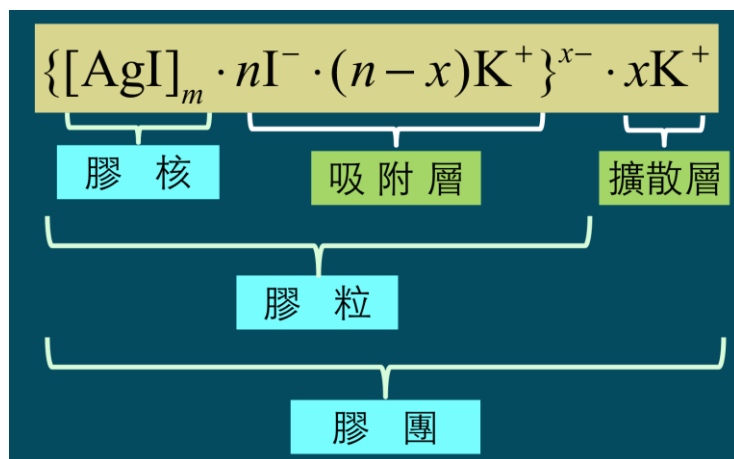 {[AgI]ₘ · nI⁻ · (n − x)K⁺}ˣ⁻ · xK⁺
膠 核 吸 附 層 擴散層
膠 粒
膠 團